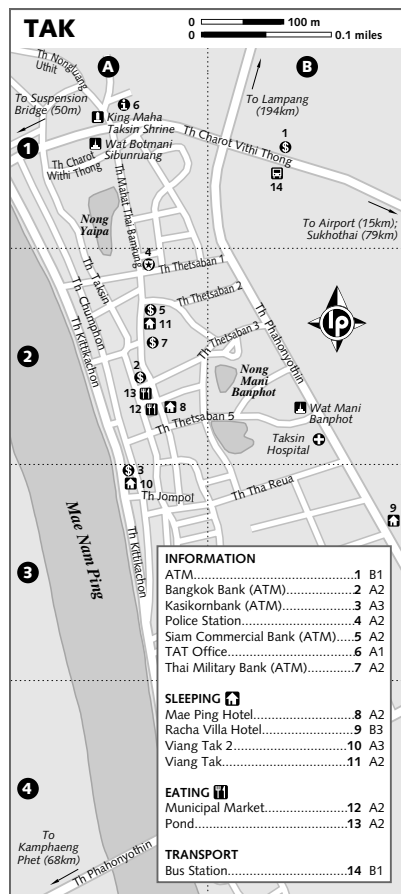 TAK
0 100 m
0 0.1 miles
A
B
Th Nongluang
Uthit
6
To Suspension
Bridge (50m)
King Maha
Taksin Shrine
To Lampang
(194km)
1
Wat Botmani
Sibunruang
Th Charot Vithi Thong
1
Th Charot
Withi Thong
14
Th Mahat Thai Bamrung
Nong
Yaipa
To Airport (15km);
Sukhothai (79km)
4
Th Thetsaban 1
Th Taksin
Th Thetsaban 2
Th Chumphon
5
11
Th Kittikachon
7
Th Thetsaban 3
Th Phahonyothin
lp
2
2
Nong
Mani
Banphot
13
12
8
Wat Mani
Banphot
Th Thetsaban 5
Taksin
Hospital
3
10
Th Jompol
Th Tha Reua
9
Mae Nam Ping
Th Kittikachon
3
INFORMATION
ATM 1 B1
Bangkok Bank (ATM) 2 A2
Kasikornbank (ATM) 3 A3
Police Station 4 A2
Siam Commercial Bank (ATM) 5 A2
TAT Office 6 A1
Thai Military Bank (ATM) 7 A2
SLEEPING
Mae Ping Hotel 8 A2
Racha Villa Hotel 9 B3
Viang Tak 2 10 A3
Viang Tak 11 A2
EATING
Municipal Market 12 A2
Pond 13 A2
TRANSPORT
Bus Station 14 B1
4
To
Kamphaeng
Phet (68km)
Th Phahonyothin